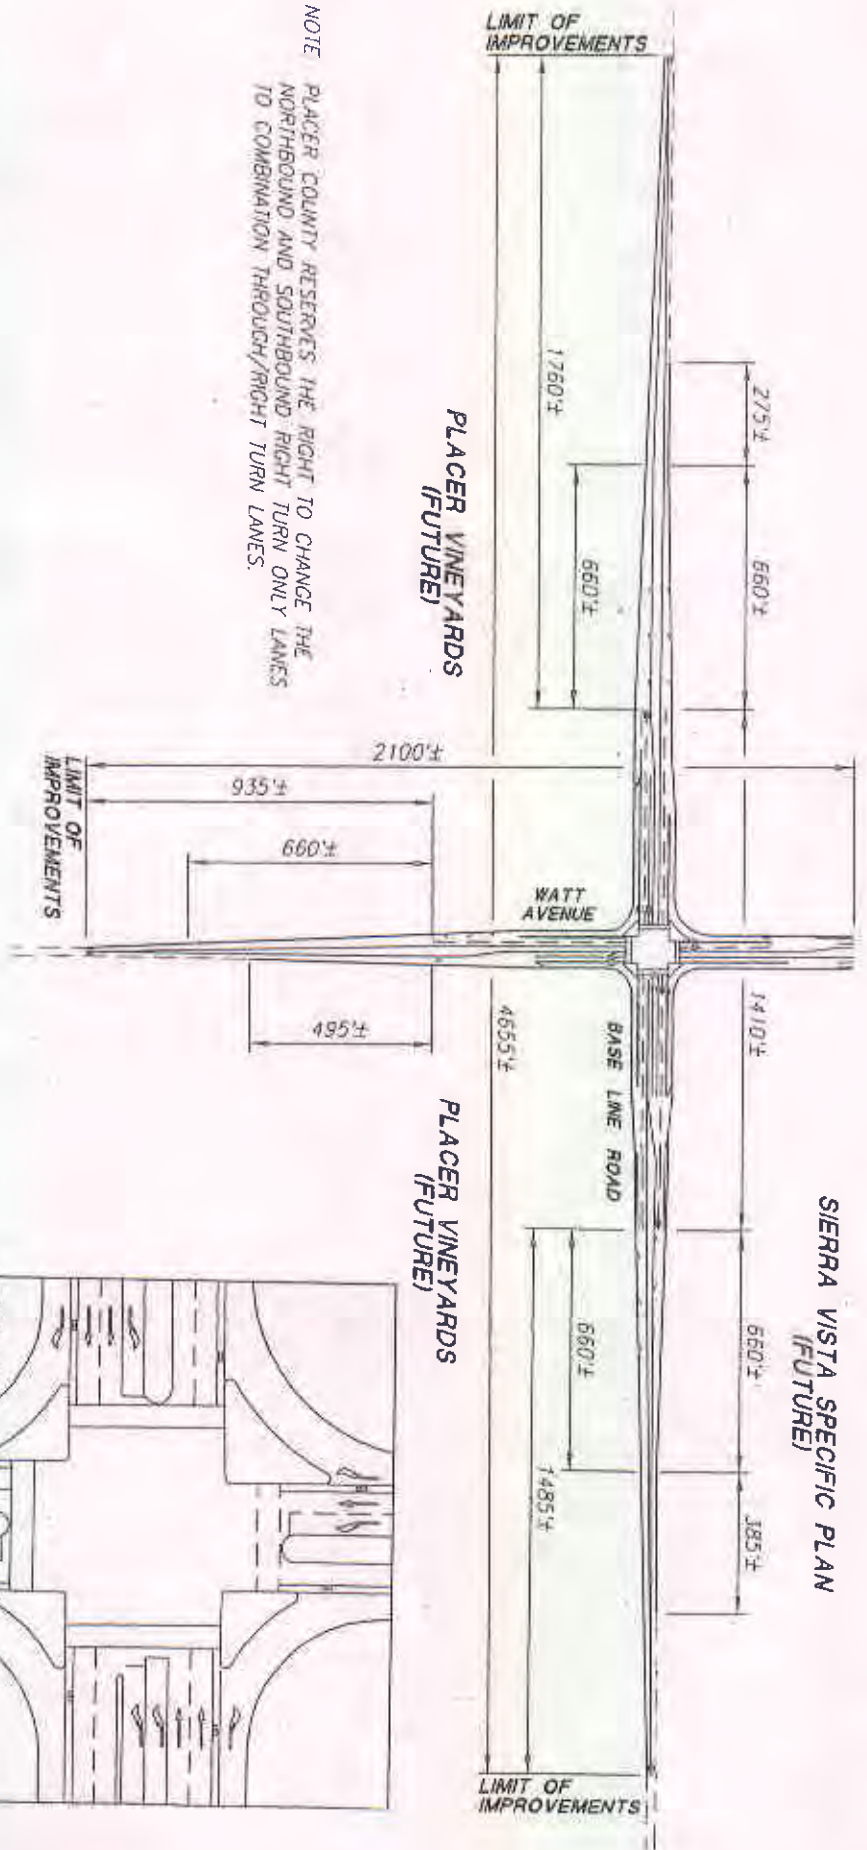 LIMIT OF
IMPROVEMENTS
NOTE PLACER COUNTY RESERVES THE RIGHT TO CHANGE THE
NORTHBOUND AND SOUTHBOUND RIGHT TURN ONLY LANES
TO COMBINATION THROUGH/RIGHT TURN LANES.
275'±
660'±
1760'±
660'±
PLACER VINEYARDS
(FUTURE)
2100'±
935'±
660'±
LIMIT OF
IMPROVEMENTS
WATT
AVENUE
495'±
4655'±
1410'±
BASE LINE ROAD
PLACER VINEYARDS
(FUTURE)
SIERRA VISTA SPECIFIC PLAN
(FUTURE)
660'±
660'±
1485'±
385'±
LIMIT OF
IMPROVEMENTS